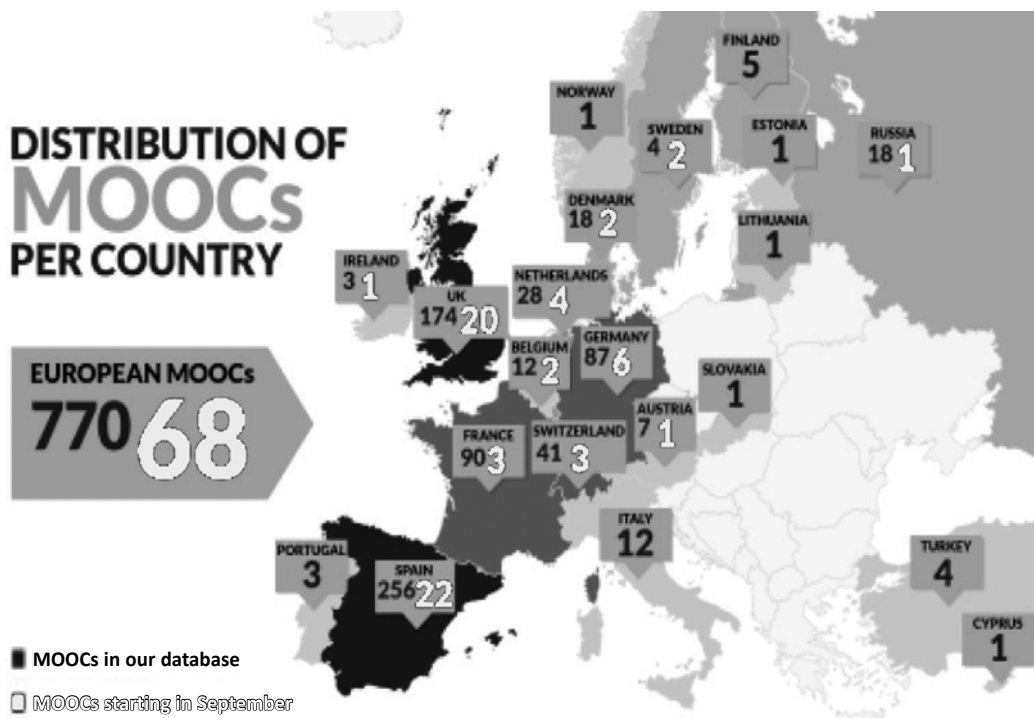 DISTRIBUTION OF
MOOCs
PER COUNTRY
EUROPEAN MOOCs
770 68
FINLAND
5
NORWAY
1
SWEDEN
4 2
ESTONIA
1
RUSSIA
18 1
DENMARK
18 2
LITHUANIA
1
IRELAND
3 1
UK
174 20
NETHERLANDS
28 4
BELGIUM
12 2
GERMANY
87 6
SLOVAKIA
1
AUSTRIA
7 1
FRANCE
90 3
SWITZERLAND
41 3
ITALY
12
PORTUGAL
3
SPAIN
256 22
TURKEY
4
CYPRUS
1
MOOCs in our database
MOOCs starting in September